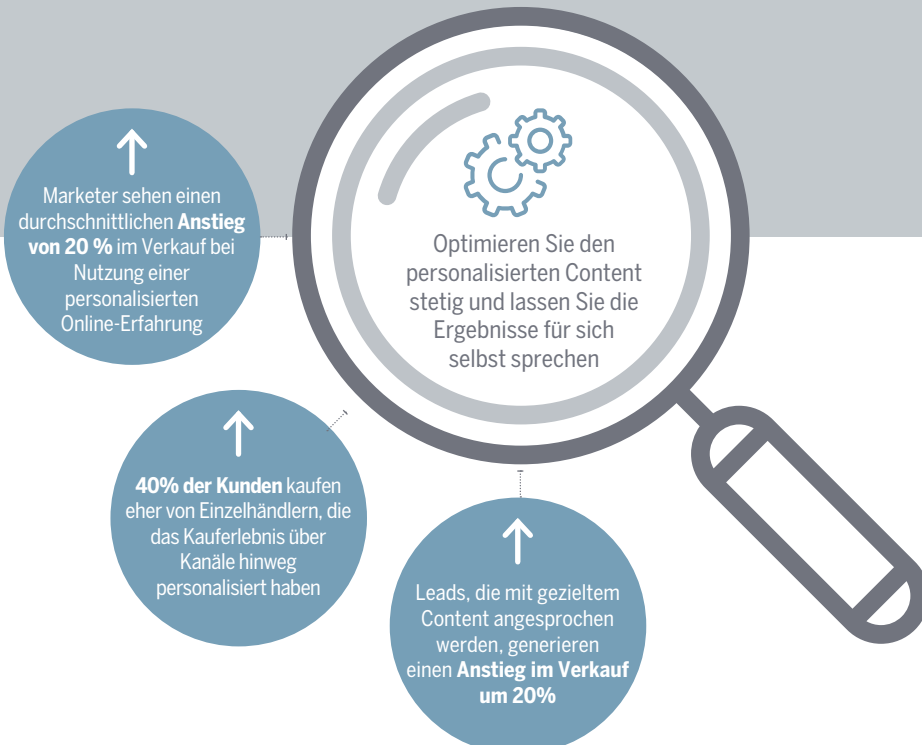 Marketer sehen einen
durchschnittlichen Anstieg
von 20 % im Verkauf bei
Nutzung einer
personalisierten
Online-Erfahrung
Optimieren Sie den
personalisierten Content
stetig und lassen Sie die
Ergebnisse für sich
selbst sprechen
40% der Kunden kaufen
eher von Einzelhändlern, die
das Kauferlebnis über
Kanäle hinweg
personalisiert haben
Leads, die mit gezieltem
Content angesprochen
werden, generieren
einen Anstieg im Verkauf
um 20%